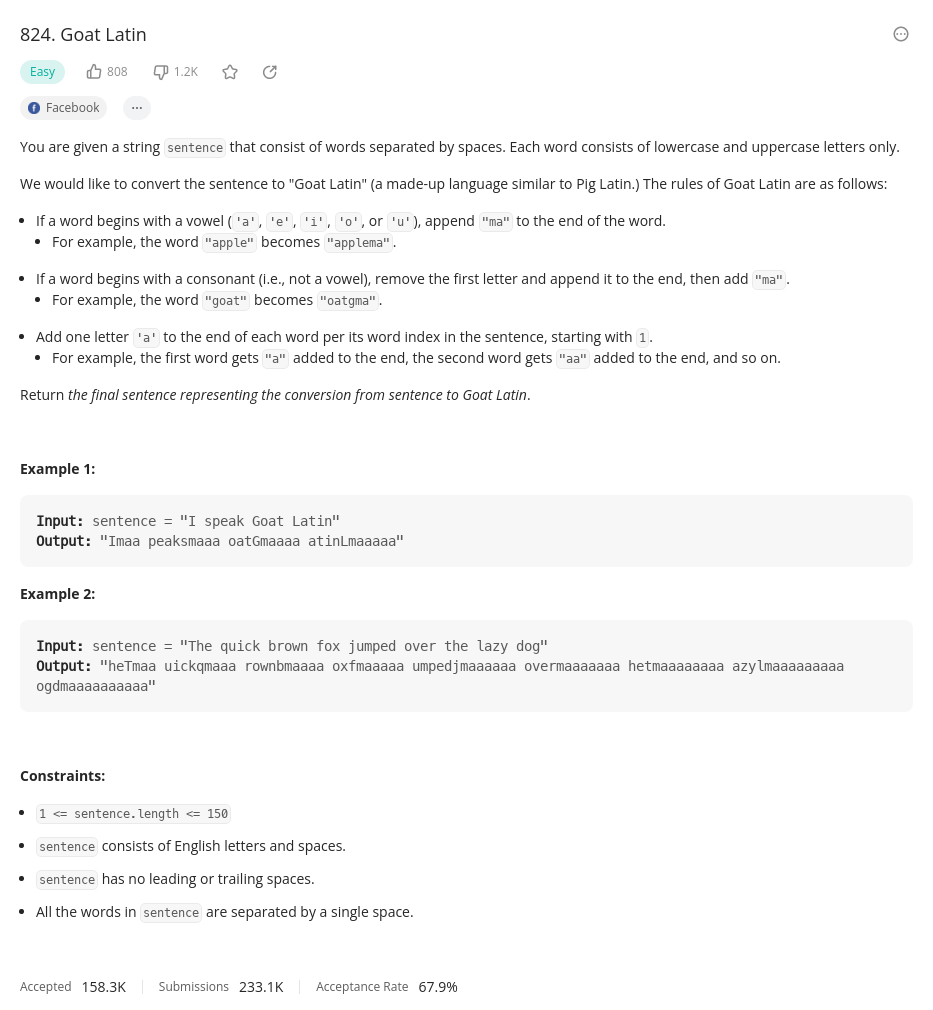 824. Goat Latin
Easy 808 1.2K
Facebook ...
You are given a string sentence that consist of words separated by spaces. Each word consists of lowercase and uppercase letters only.
We would like to convert the sentence to "Goat Latin" (a made-up language similar to Pig Latin.) The rules of Goat Latin are as follows:
• If a word begins with a vowel ('a', 'e', 'i', 'o', or 'u'), append "ma" to the end of the word.
• For example, the word "apple" becomes "applema".
• If a word begins with a consonant (i.e., not a vowel), remove the first letter and append it to the end, then add "ma".
• For example, the word "goat" becomes "oatgma".
• Add one letter 'a' to the end of each word per its word index in the sentence, starting with 1.
• For example, the first word gets "a" added to the end, the second word gets "aa" added to the end, and so on.
Return the final sentence representing the conversion from sentence to Goat Latin.
Example 1:
Input: sentence = "I speak Goat Latin"
Output: "Imaa peaksmaaa oatGmaaaa atinLmaaaaa"
Example 2:
Input: sentence = "The quick brown fox jumped over the lazy dog"
Output: "heTmaa uickqmaaa rownbmaaaa oxfmaaaaa umpedjmaaaaaa overmaaaaaaa hetmaaaaaaaa azylmaaaaaaaaa
ogdmaaaaaaaaaa"
Constraints:
• 1 <= sentence.length <= 150
• sentence consists of English letters and spaces.
• sentence has no leading or trailing spaces.
• All the words in sentence are separated by a single space.
Accepted 158.3K Submissions 233.1K Acceptance Rate 67.9%